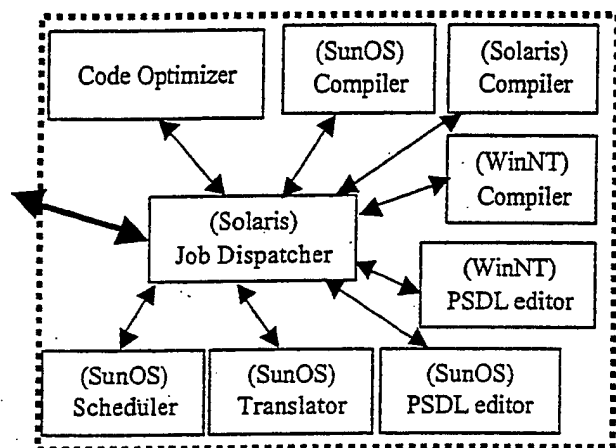 Code Optimizer
(SunOS)
Compiler
(Solaris)
Compiler
(WinNT)
Compiler
(Solaris)
Job Dispatcher
(WinNT)
PSDL editor
(SunOS)
Scheduler
(SunOS)
Translator
(SunOS)
PSDL editor